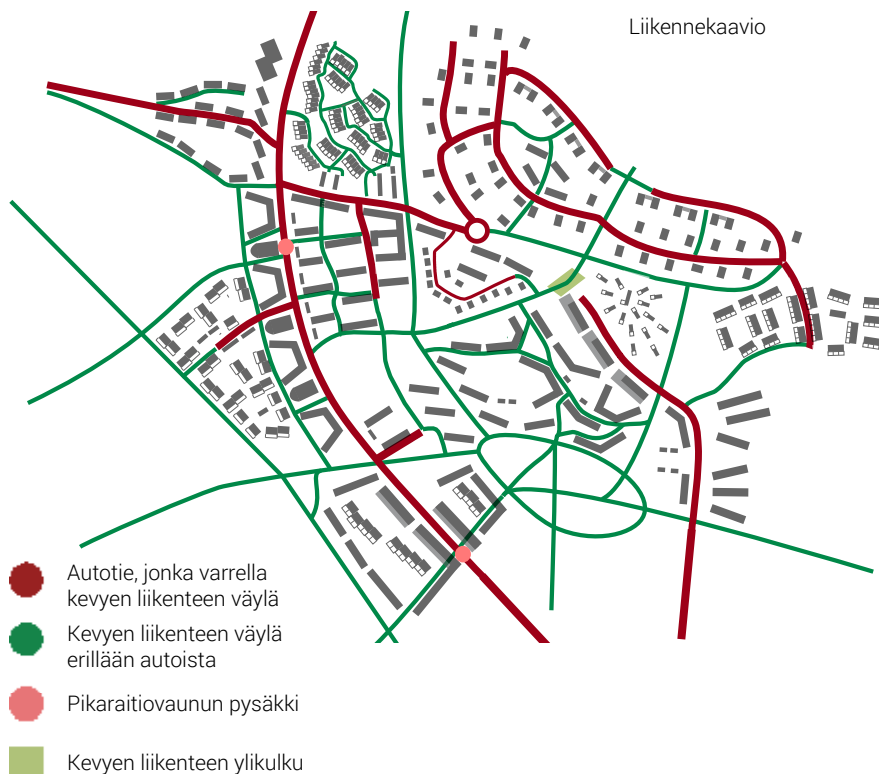 Liikennekaavio
Autotie, jonka varrella
kevyen liikenteen väylä
Kevyen liikenteen väylä
erillään autoista
Pikaraitiovaunun pysäkki
Kevyen liikenteen ylikulku